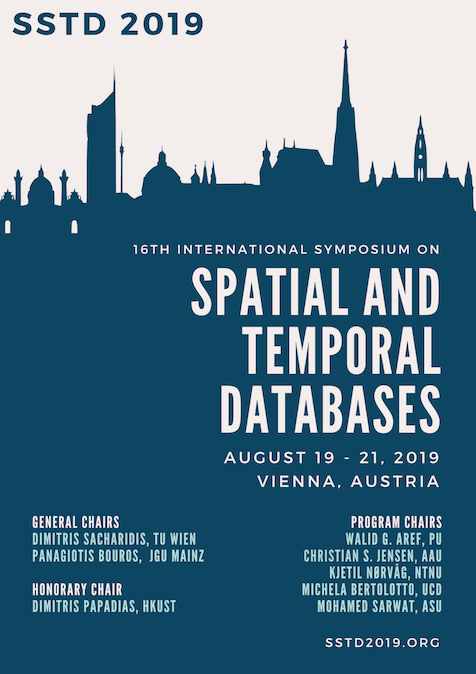 SSTD 2019
16TH INTERNATIONAL SYMPOSIUM ON
SPATIAL AND
TEMPORAL
DATABASES
AUGUST 19 - 21, 2019
VIENNA, AUSTRIA
GENERAL CHAIRS
DIMITRIS SACHARIDIS, TU WIEN
PANAGIOTIS BOUROS, JGU MAINZ
HONORARY CHAIR
DIMITRIS PAPADIAS, HKUST
PROGRAM CHAIRS
WALID G. AREF, PU
CHRISTIAN S. JENSEN, AAU
KJETIL NØRVÅG, NTNU
MICHELA BERTOLOTTO, UCD
MOHAMED SARWAT, ASU
SSTD2019.ORG